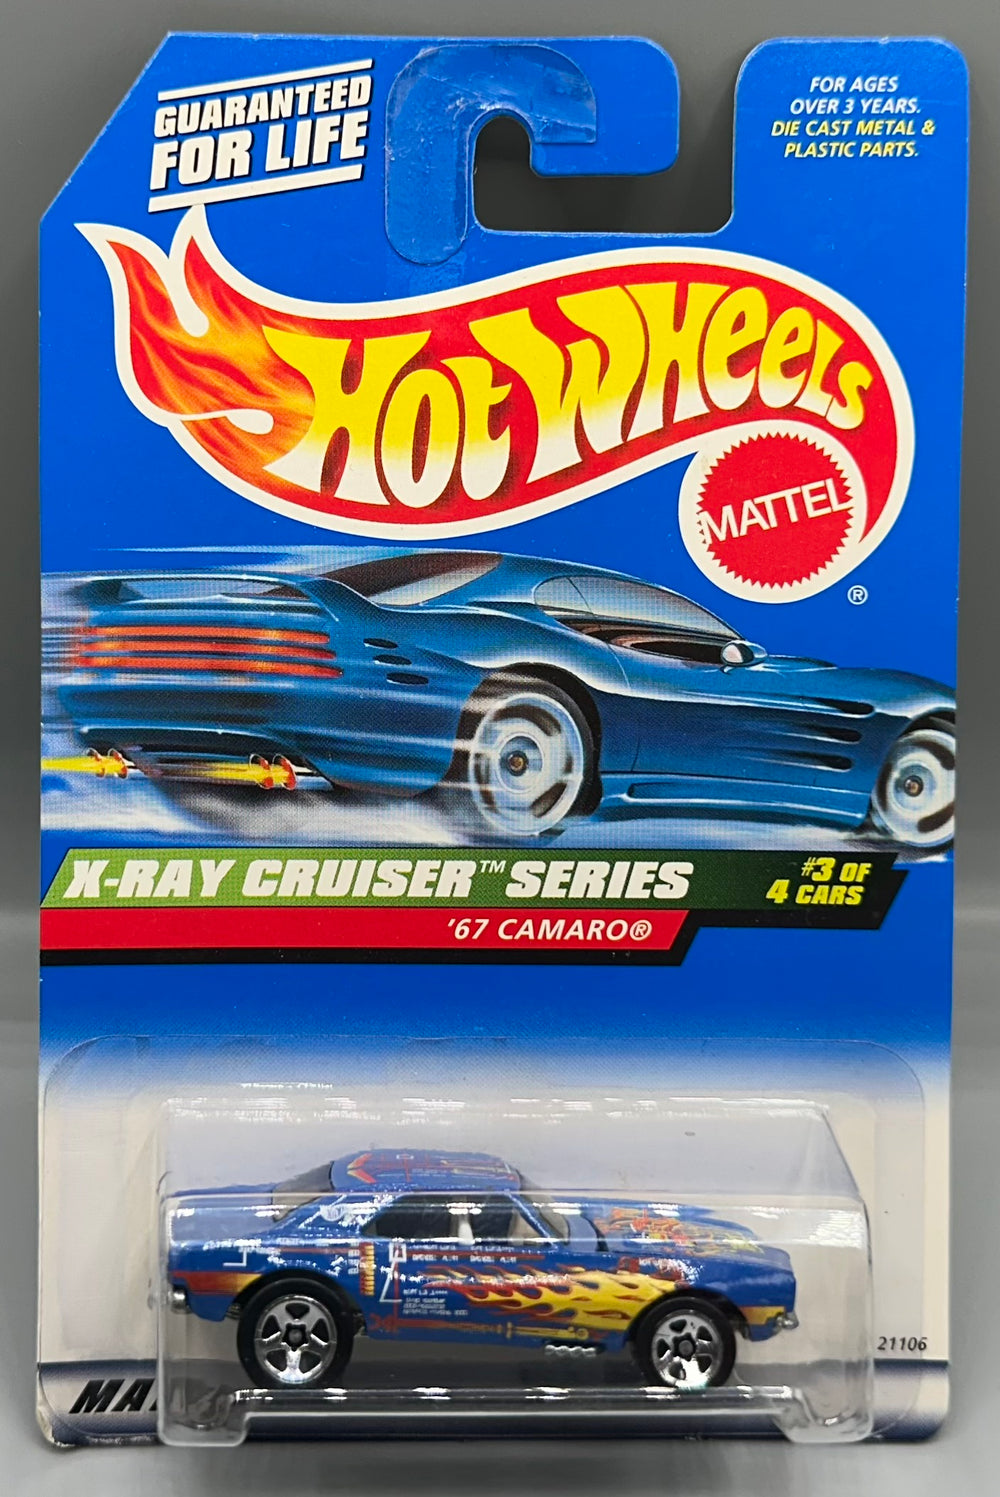 GUARANTEED
FOR LIFE
FOR AGES
OVER 3 YEARS.
DIE CAST METAL &
PLASTIC PARTS.
HOT WHEELS
MATTEL
®
X-RAY CRUISER™ SERIES
#3 OF
4 CARS
'67 CAMARO®
21106